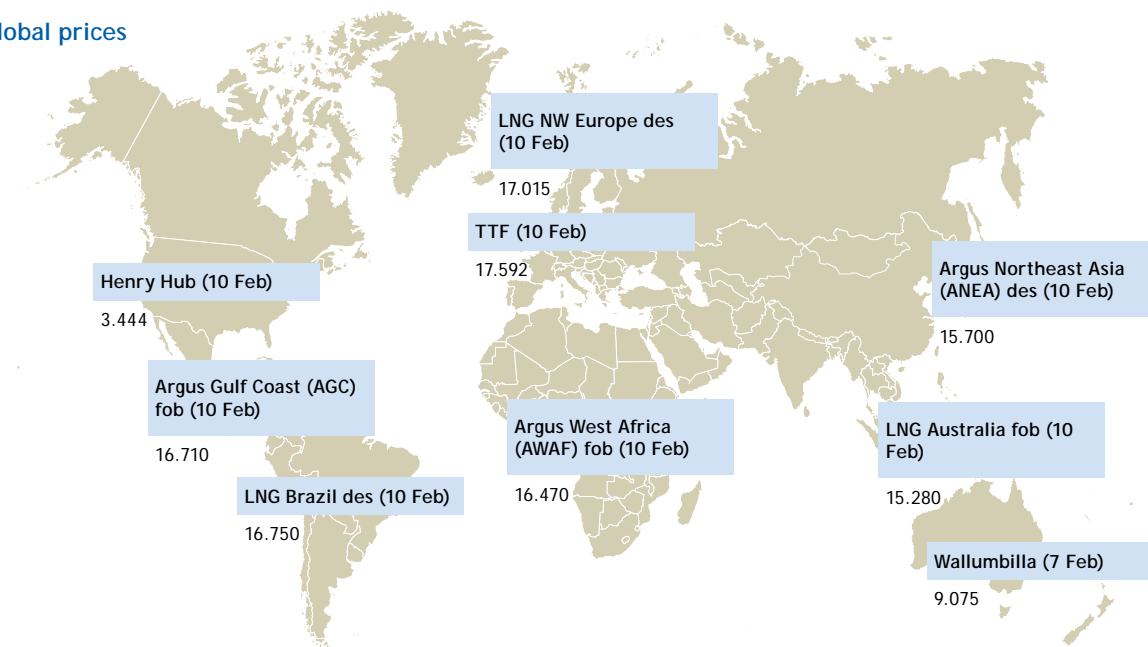 lobal prices
LNG NW Europe des
(10 Feb)
17.015
TTF (10 Feb)
17.592
Henry Hub (10 Feb)
3.444
Argus Northeast Asia
(ANEA) des (10 Feb)
15.700
Argus Gulf Coast (AGC)
fob (10 Feb)
16.710
Argus West Africa
(AWAF) fob (10 Feb)
16.470
LNG Australia fob (10
Feb)
15.280
LNG Brazil des (10 Feb)
16.750
Wallumbilla (7 Feb)
9.075